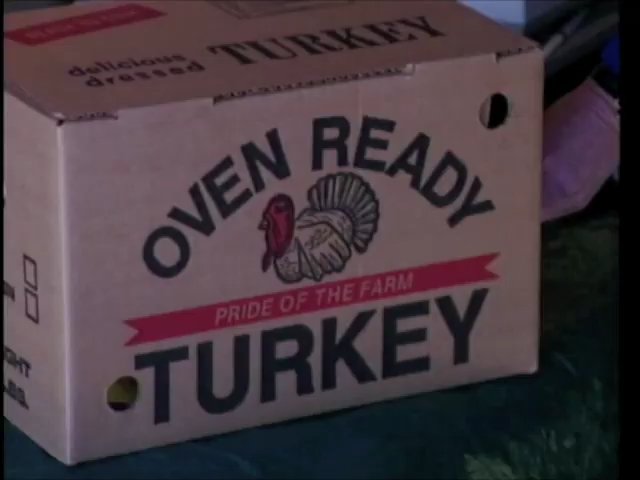 delicious
dressed TURKEY
OVEN READY
PRIDE OF THE FARM
TURKEY